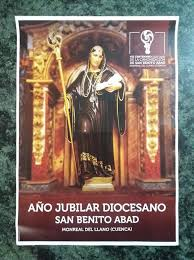 AÑO JUBILAR DIOCESANO
SAN BENITO ABAD
MONREAL DEL LLANO (CUENCA)